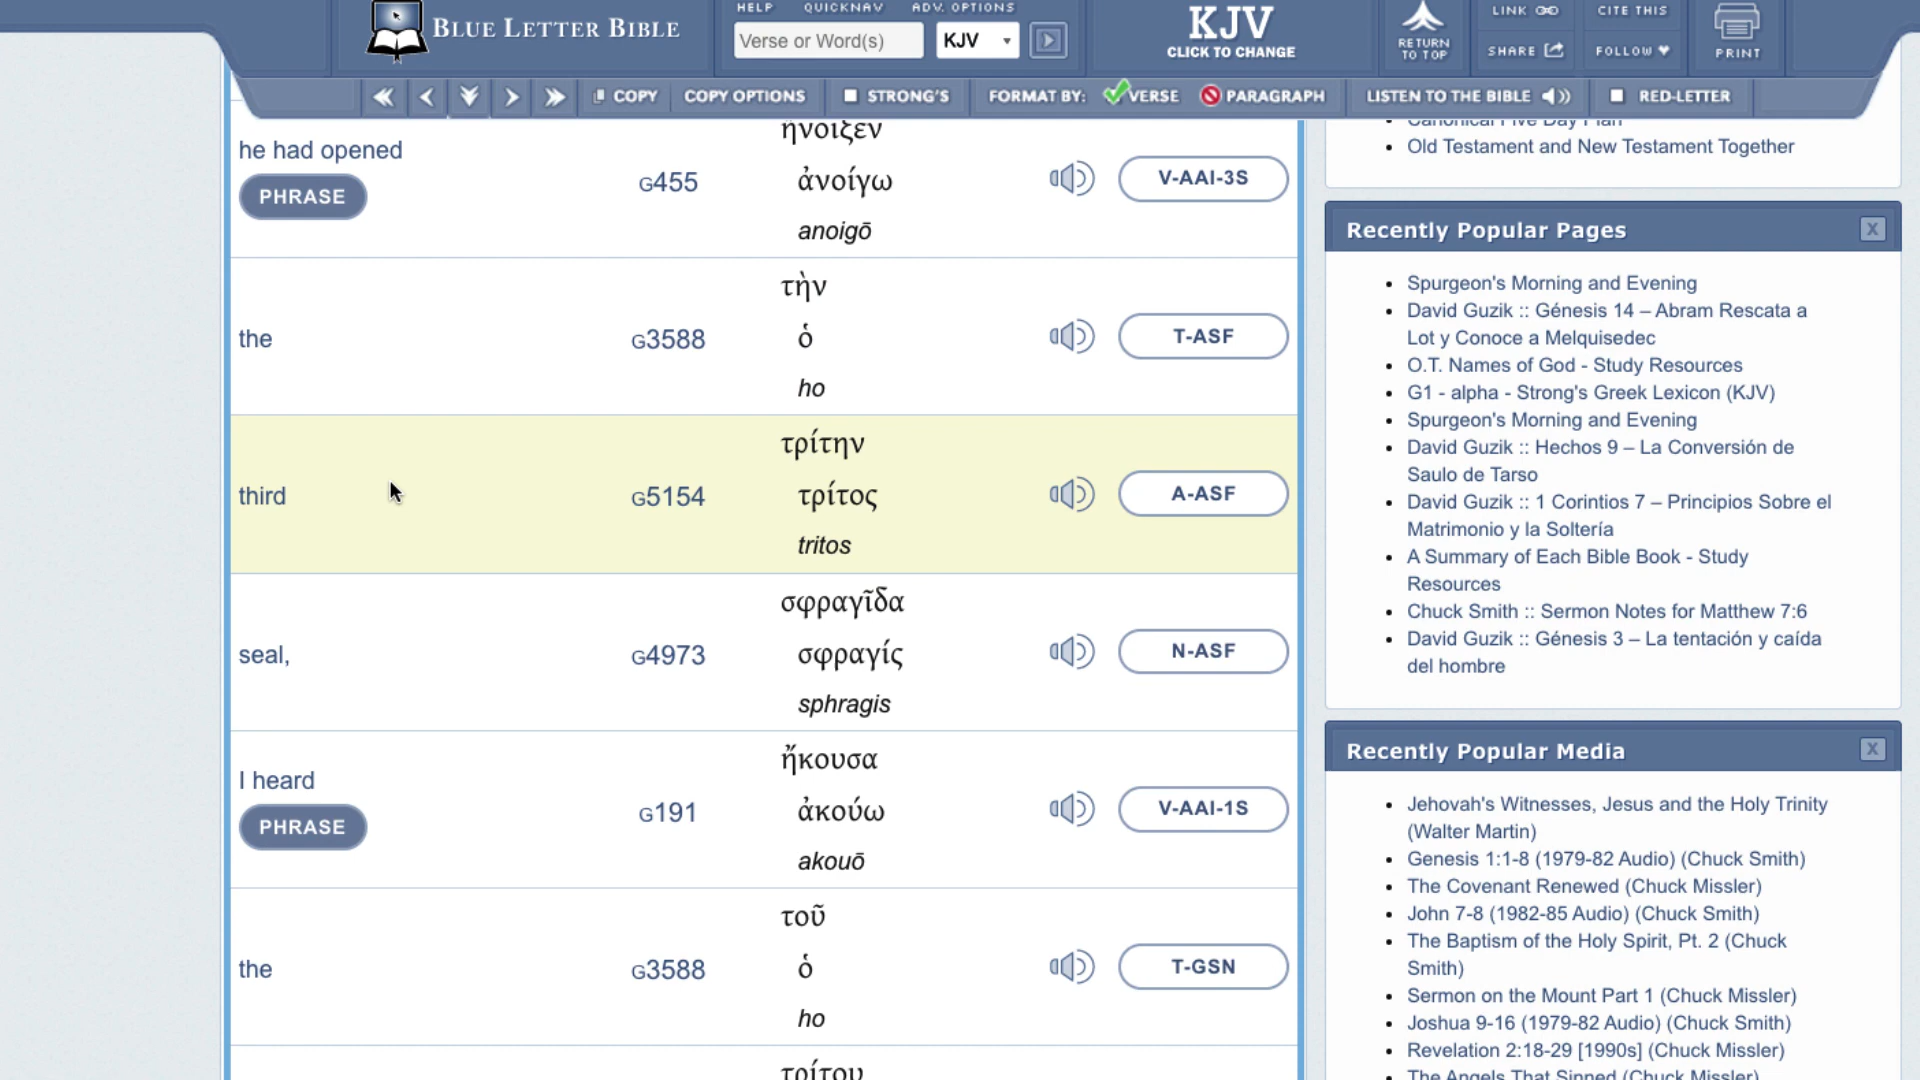 BLUE LETTER BIBLE
HELP QUICKNAV ADV. OPTIONS
Verse or Word(s)
KJV
KJV
CLICK TO CHANGE
RETURN
TO TOP
LINK
SHARE
CITE THIS
FOLLOW
PRINT
COPY
COPY OPTIONS
STRONG'S
FORMAT BY:
VERSE
PARAGRAPH
LISTEN TO THE BIBLE
RED-LETTER
he had opened
PHRASE
G455
ἤνοιξεν
ἀνοίγω
anoigō
V-AAI-3S
the
G3588
τὴν
ὁ
ho
T-ASF
third
G5154
τρίτην
τρίτος
tritos
A-ASF
seal,
G4973
σφραγῖδα
σφραγίς
sphragis
N-ASF
I heard
PHRASE
G191
ἤκουσα
ἀκούω
akouō
V-AAI-1S
the
G3588
τοῦ
ὁ
ho
T-GSN
τρίτου
Canonical Five Day Plan
Old Testament and New Testament Together
Recently Popular Pages
X
Spurgeon's Morning and Evening
David Guzik :: Génesis 14 – Abram Rescata a
Lot y Conoce a Melquisedec
O.T. Names of God - Study Resources
G1 - alpha - Strong's Greek Lexicon (KJV)
Spurgeon's Morning and Evening
David Guzik :: Hechos 9 – La Conversión de
Saulo de Tarso
David Guzik :: 1 Corintios 7 – Principios Sobre el
Matrimonio y la Soltería
A Summary of Each Bible Book - Study
Resources
Chuck Smith :: Sermon Notes for Matthew 7:6
David Guzik :: Génesis 3 – La tentación y caída
del hombre
Recently Popular Media
X
Jehovah's Witnesses, Jesus and the Holy Trinity
(Walter Martin)
Genesis 1:1-8 (1979-82 Audio) (Chuck Smith)
The Covenant Renewed (Chuck Missler)
John 7-8 (1982-85 Audio) (Chuck Smith)
The Baptism of the Holy Spirit, Pt. 2 (Chuck
Smith)
Sermon on the Mount Part 1 (Chuck Missler)
Joshua 9-16 (1979-82 Audio) (Chuck Smith)
Revelation 2:18-29 [1990s] (Chuck Missler)
The Angels That Sinned (Chuck Missler)